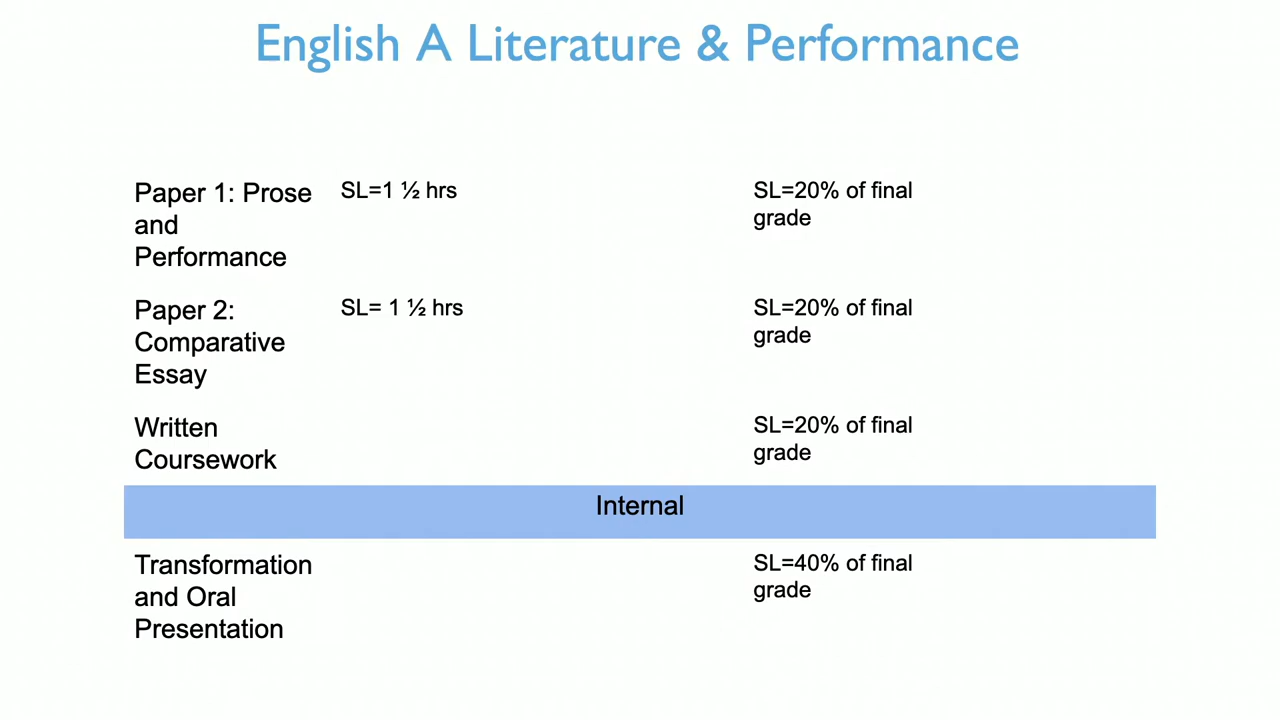 English A Literature & Performance
Paper 1: Prose and Performance
SL=1 ½ hrs
SL=20% of final grade
Paper 2: Comparative Essay
SL= 1 ½ hrs
SL=20% of final grade
Written Coursework
SL=20% of final grade
Internal
Transformation and Oral Presentation
SL=40% of final grade